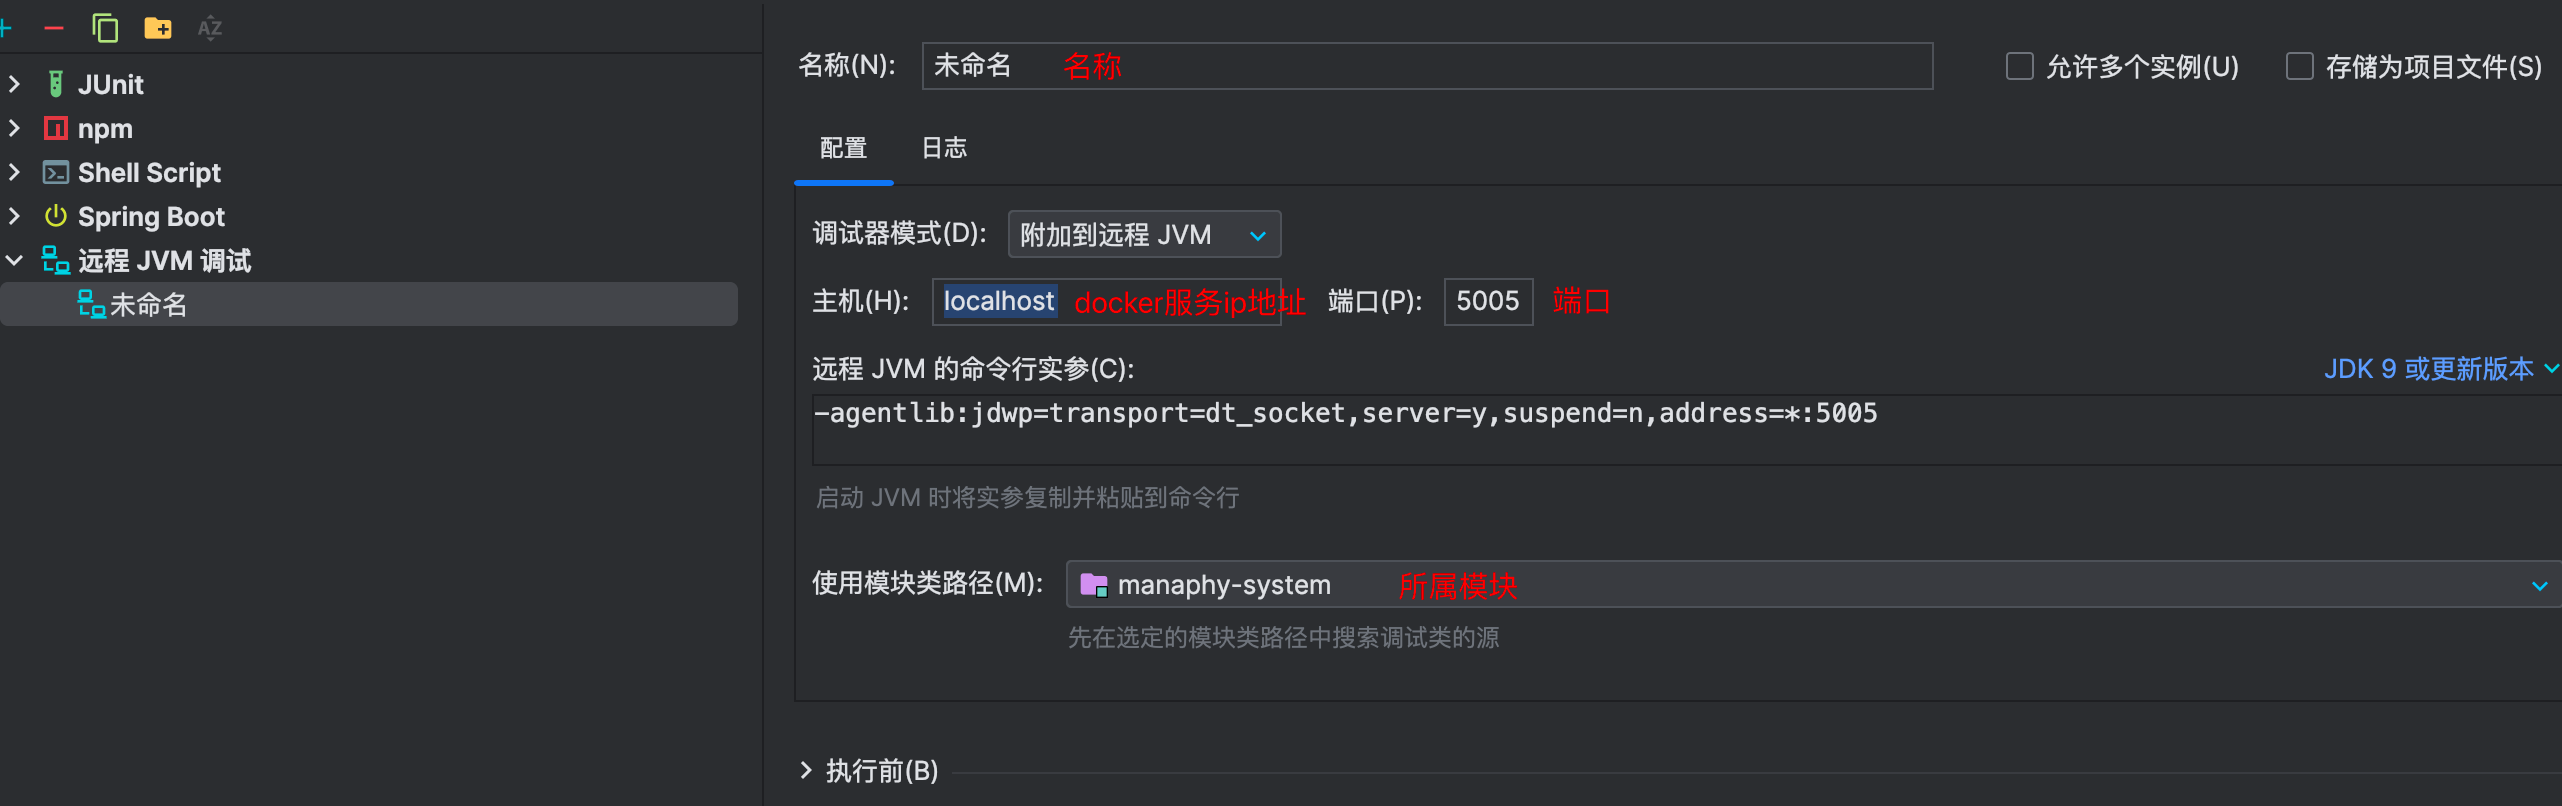 AZ
JUnit
npm
Shell Script
Spring Boot
远程 JVM 调试
未命名
名称(N): 未命名 名称 允许多个实例(U) 存储为项目文件(S)
配置 日志
调试器模式(D): 附加到远程 JVM
主机(H): localhost docker服务ip地址 端口(P): 5005 端口
远程 JVM 的命令行实参(C): JDK 9 或更新版本
-agentlib:jdwp=transport=dt_socket,server=y,suspend=n,address=*:5005
启动 JVM 时将实参复制并粘贴到命令行
使用模块类路径(M): manaphy-system 所属模块
先在选定的模块类路径中搜索调试类的源
执行前(B)